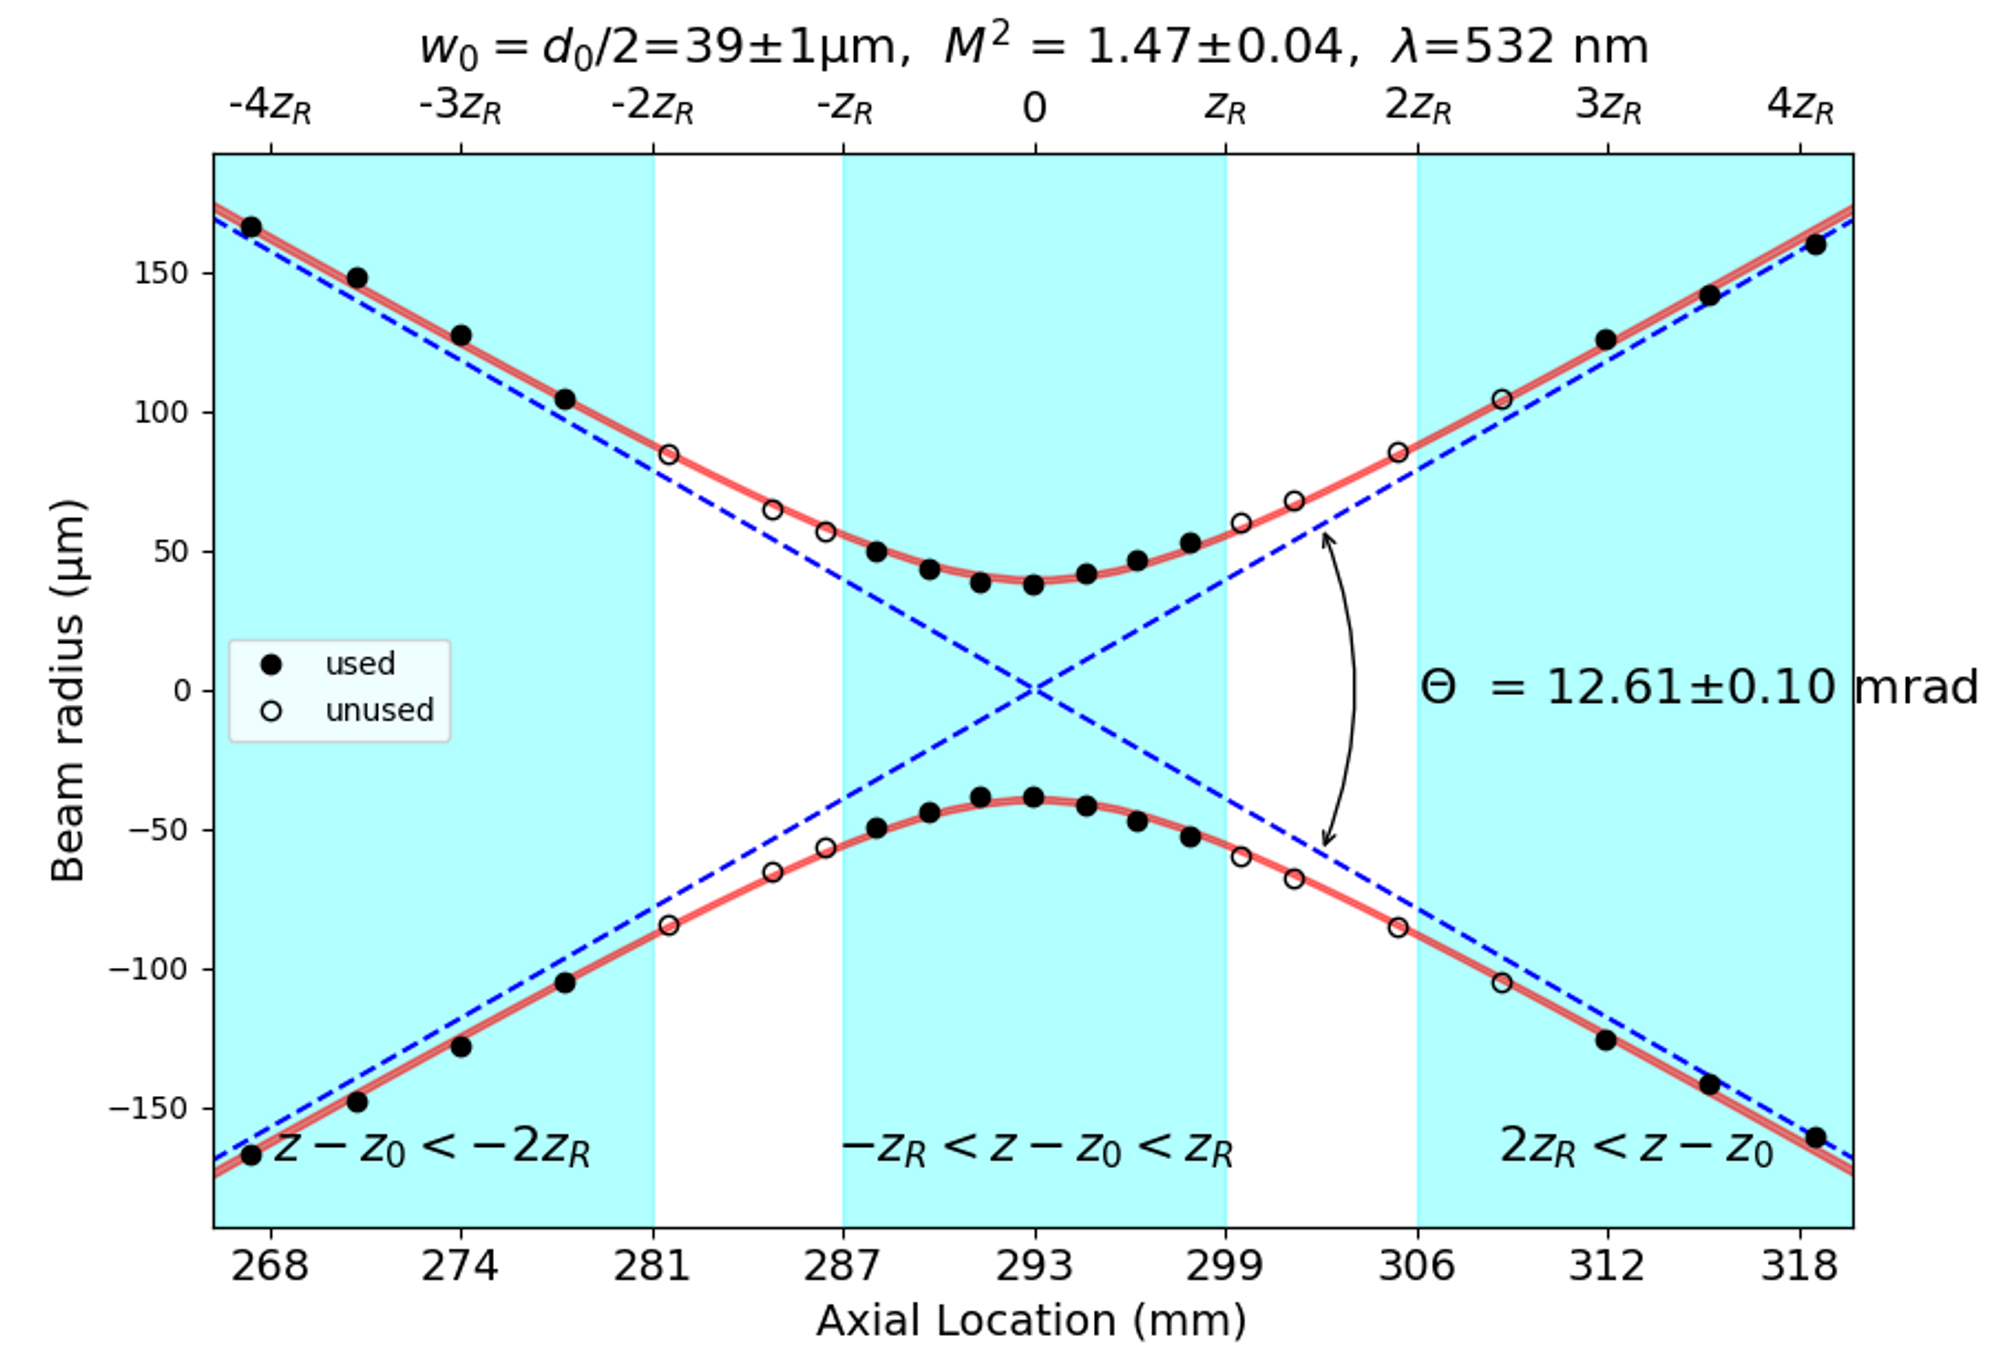 w₀ = d₀/2=39±1µm, M² = 1.47±0.04, λ=532 nm
-4z_R -3z_R -2z_R -z_R 0 z_R 2z_R 3z_R 4z_R
Beam radius (µm)
150
100
50
0
−50
−100
−150
used
unused
Θ = 12.61±0.10 mrad
z − z₀ < −2z_R
−z_R < z − z₀ < z_R
2z_R < z − z₀
268 274 281 287 293 299 306 312 318
Axial Location (mm)